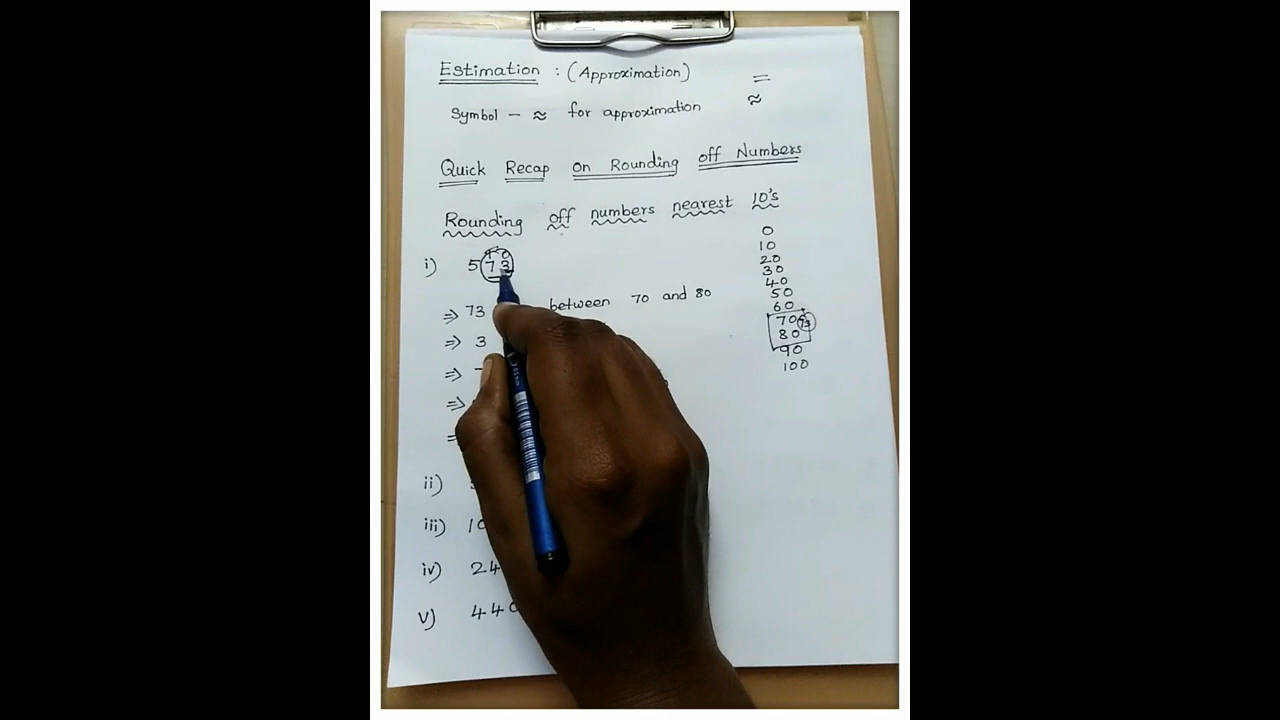 Estimation : (Approximation) =
Symbol - ≈ for approximation ≈
Quick Recap on Rounding off Numbers
Rounding off numbers nearest 10's
0
10
20
30
40
50
60
70
80
73
90
100
i) 573
⇒ 73 between 70 and 80
⇒ 3
⇒
⇒
ii)
iii) 10
iv) 24
v) 440